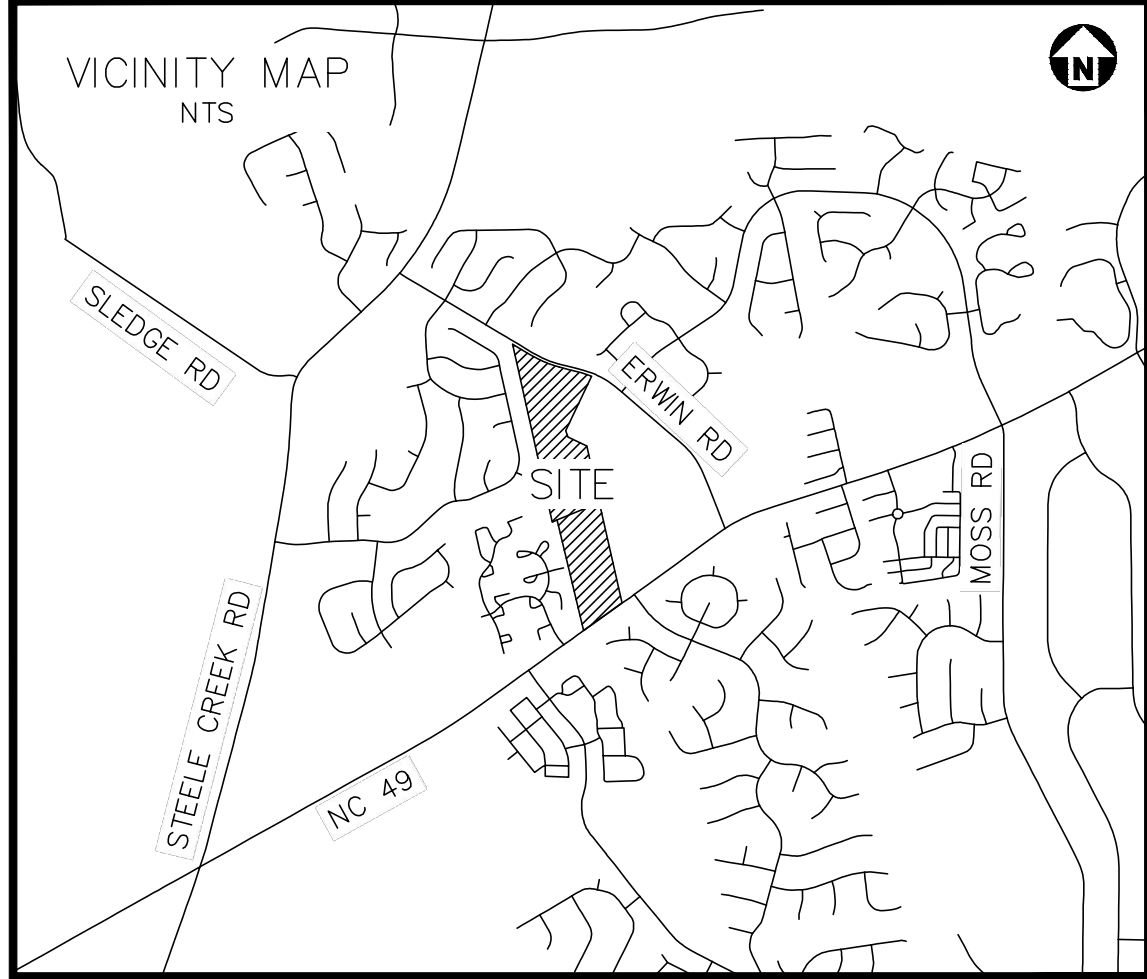 VICINITY MAP
NTS
N
SLEDGE RD
ERWIN RD
SITE
MOSS RD
STEELE CREEK RD
NC 49